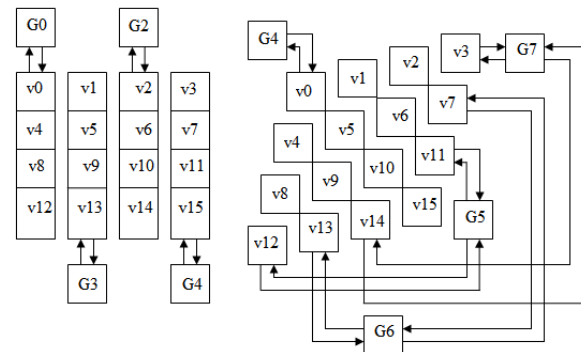 G0 G2
v0 v1 v2 v3
v4 v5 v6 v7
v8 v9 v10 v11
v12 v13 v14 v15
G3 G4
G4 v3 G7
v2
v1
v0 v7
v6
v5 v11
v4 v10
v9 v15
v8 v14 G5
v13
v12
G6